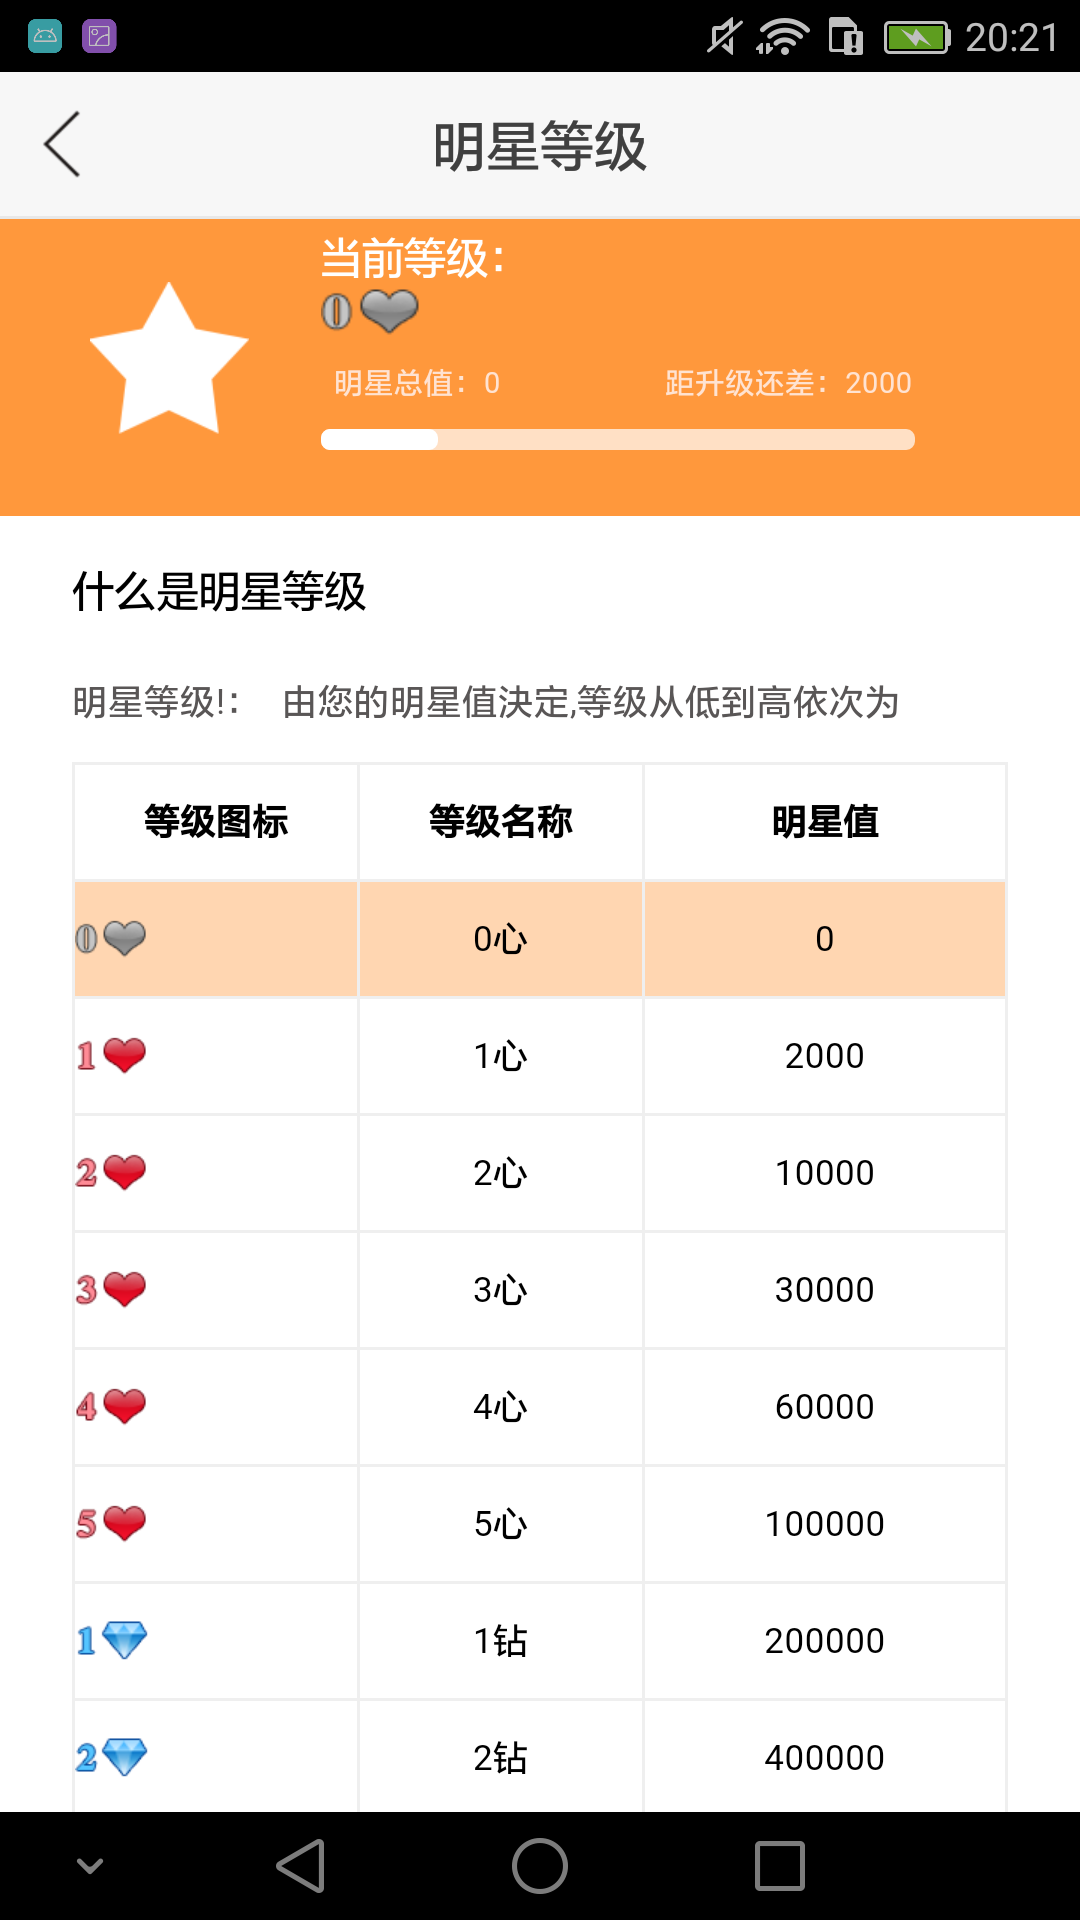 20:21
明星等级
当前等级：
0
明星总值：0 距升级还差：2000
什么是明星等级
明星等级!： 由您的明星值決定,等级从低到高依次为
等级图标 等级名称 明星值
0 0心 0
1 1心 2000
2 2心 10000
3 3心 30000
4 4心 60000
5 5心 100000
1 1钻 200000
2 2钻 400000